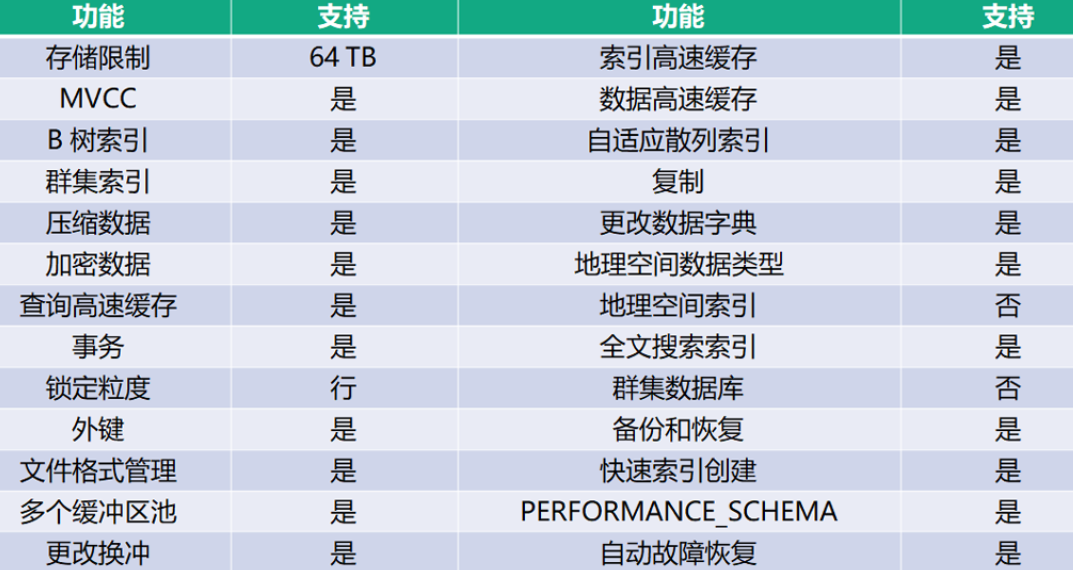 功能 支持 功能 支持
存储限制 64 TB 索引高速缓存 是
MVCC 是 数据高速缓存 是
B 树索引 是 自适应散列索引 是
群集索引 是 复制 是
压缩数据 是 更改数据字典 是
加密数据 是 地理空间数据类型 是
查询高速缓存 是 地理空间索引 否
事务 是 全文搜索索引 是
锁定粒度 行 群集数据库 否
外键 是 备份和恢复 是
文件格式管理 是 快速索引创建 是
多个缓冲区池 是 PERFORMANCE_SCHEMA 是
更改换冲 是 自动故障恢复 是